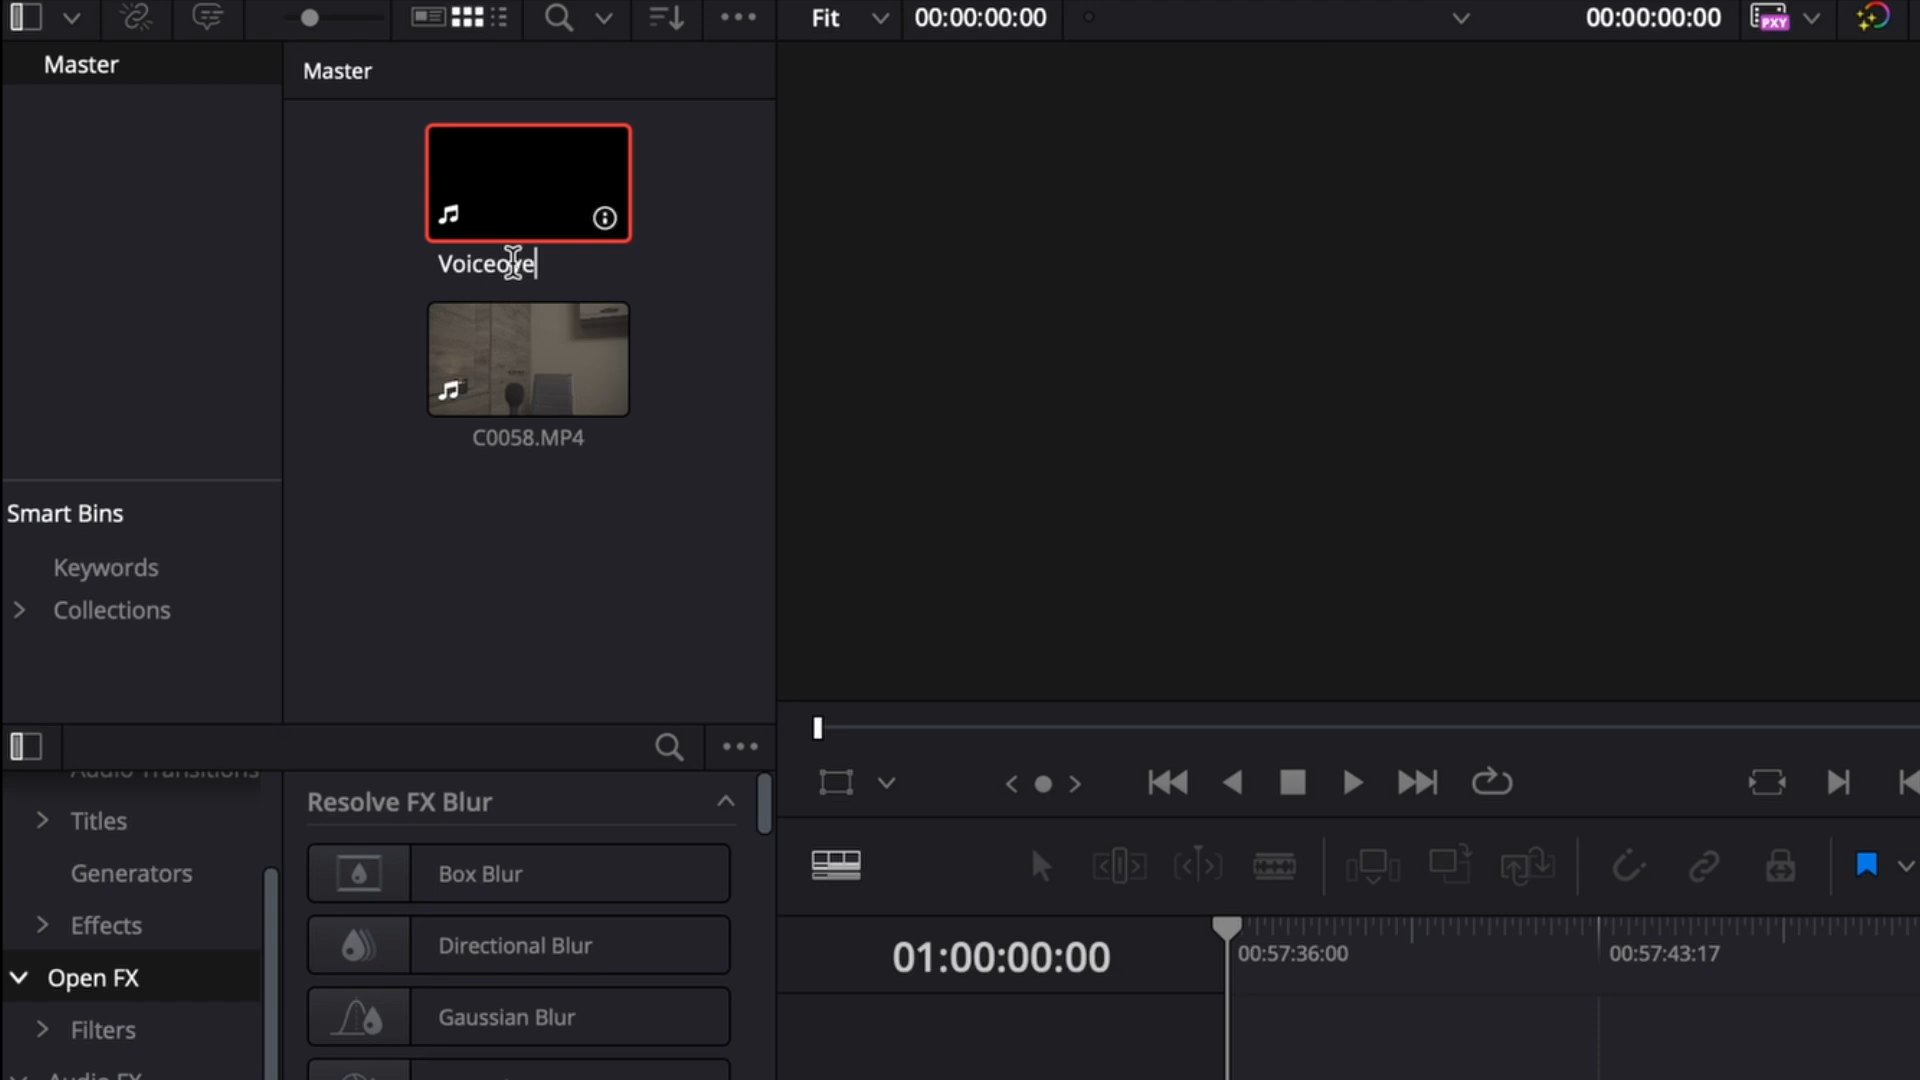 Fit
00:00:00:00
00:00:00:00
PXY
Master
Master
Voiceove
C0058.MP4
Smart Bins
Keywords
Collections
Audio Transitions
Titles
Generators
Effects
Open FX
Filters
Audio FX
Resolve FX Blur
Box Blur
Directional Blur
Gaussian Blur
01:00:00:00
00:57:36:00
00:57:43:17